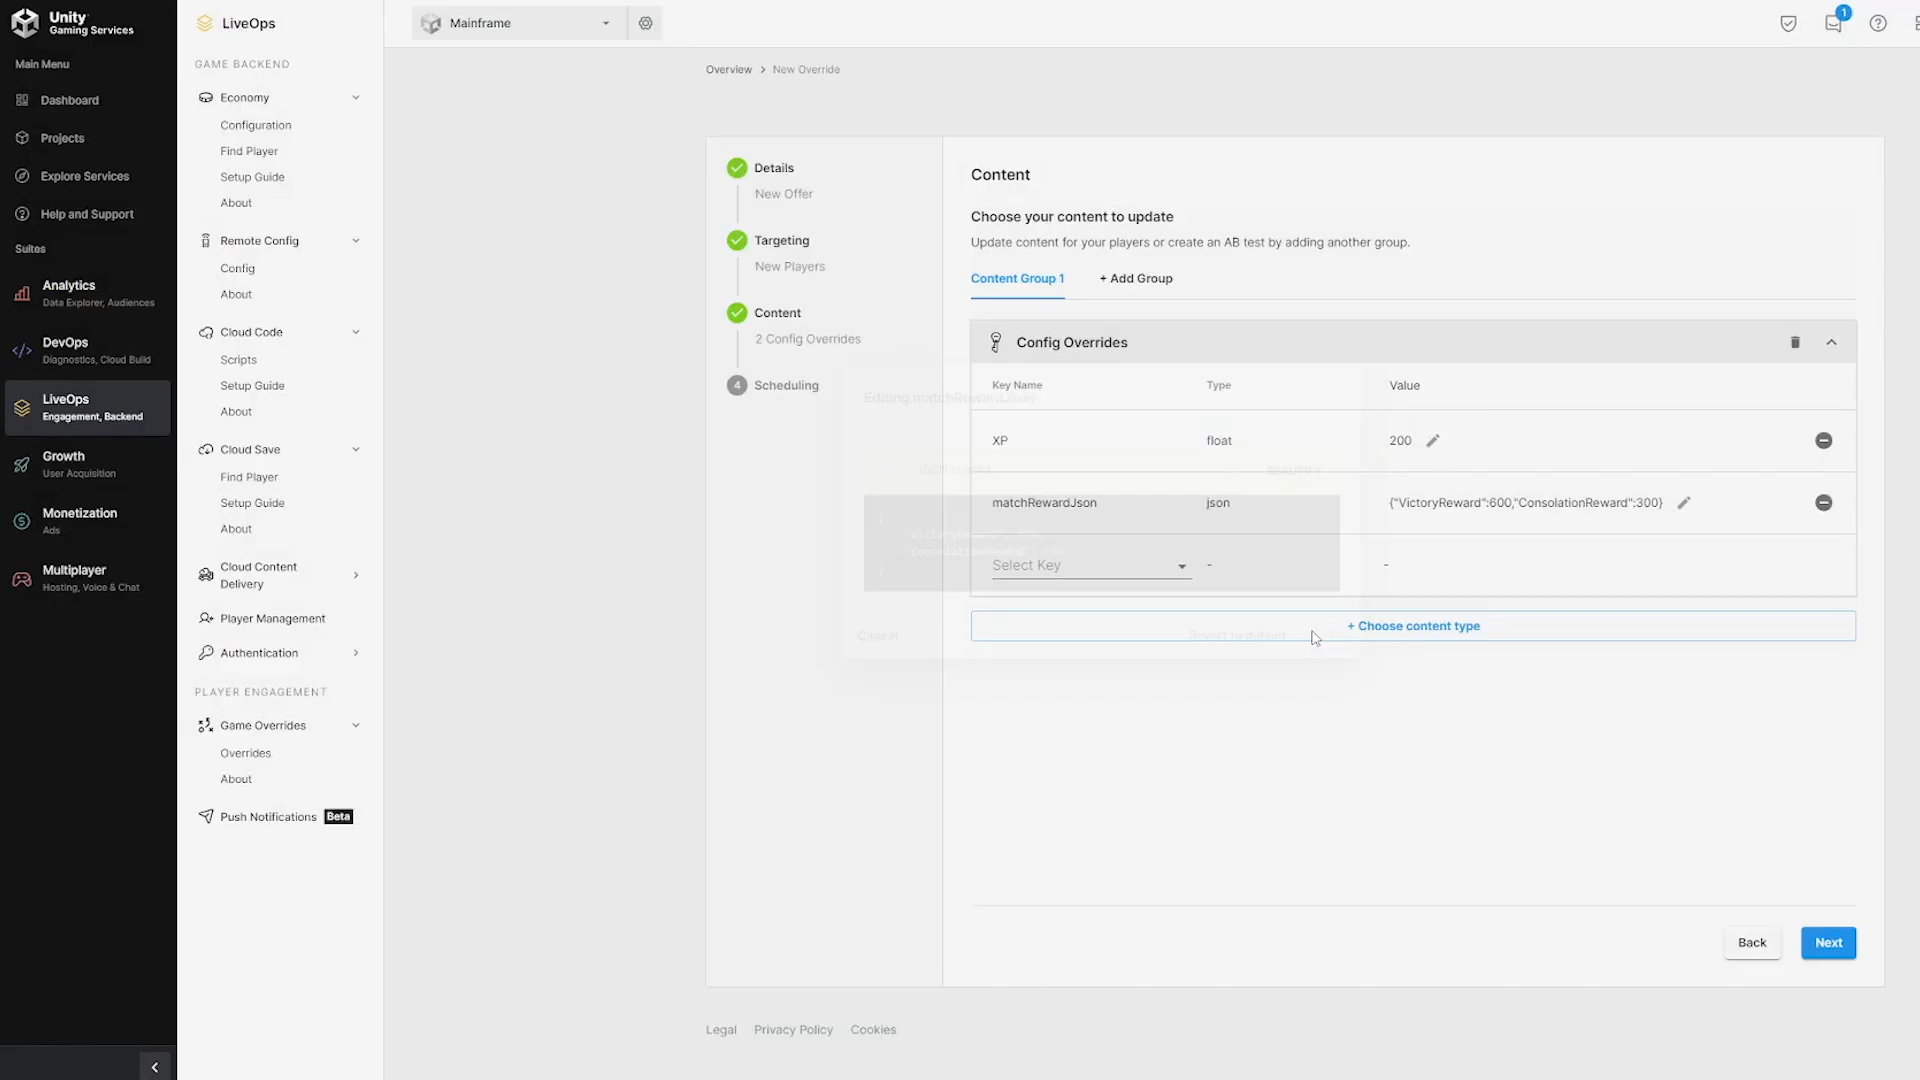 Unity
Gaming Services
Main Menu
Dashboard
Projects
Explore Services
Help and Support
Suites
Analytics
Data Explorer, Audiences
DevOps
Diagnostics, Cloud Build
LiveOps
Engagement, Backend
Growth
User Acquisition
Monetization
Ads
Multiplayer
Hosting, Voice & Chat
LiveOps
GAME BACKEND
Economy
Configuration
Find Player
Setup Guide
About
Remote Config
Config
About
Cloud Code
Scripts
Setup Guide
About
Cloud Save
Find Player
Setup Guide
About
Cloud Content
Delivery
Player Management
Authentication
PLAYER ENGAGEMENT
Game Overrides
Overrides
About
Push Notifications Beta
Mainframe
1
Overview > New Override
Details
New Offer
Targeting
New Players
Content
2 Config Overrides
4 Scheduling
Content
Choose your content to update
Update content for your players or create an AB test by adding another group.
Content Group 1 + Add Group
Config Overrides
Key Name Type Value
Editing matchRewardJson
XP float 200
matchRewardJson json {"VictoryReward":600,"ConsolationReward":300}
Select Key - -
Cancel Revert to default
+ Choose content type
Back Next
Legal Privacy Policy Cookies